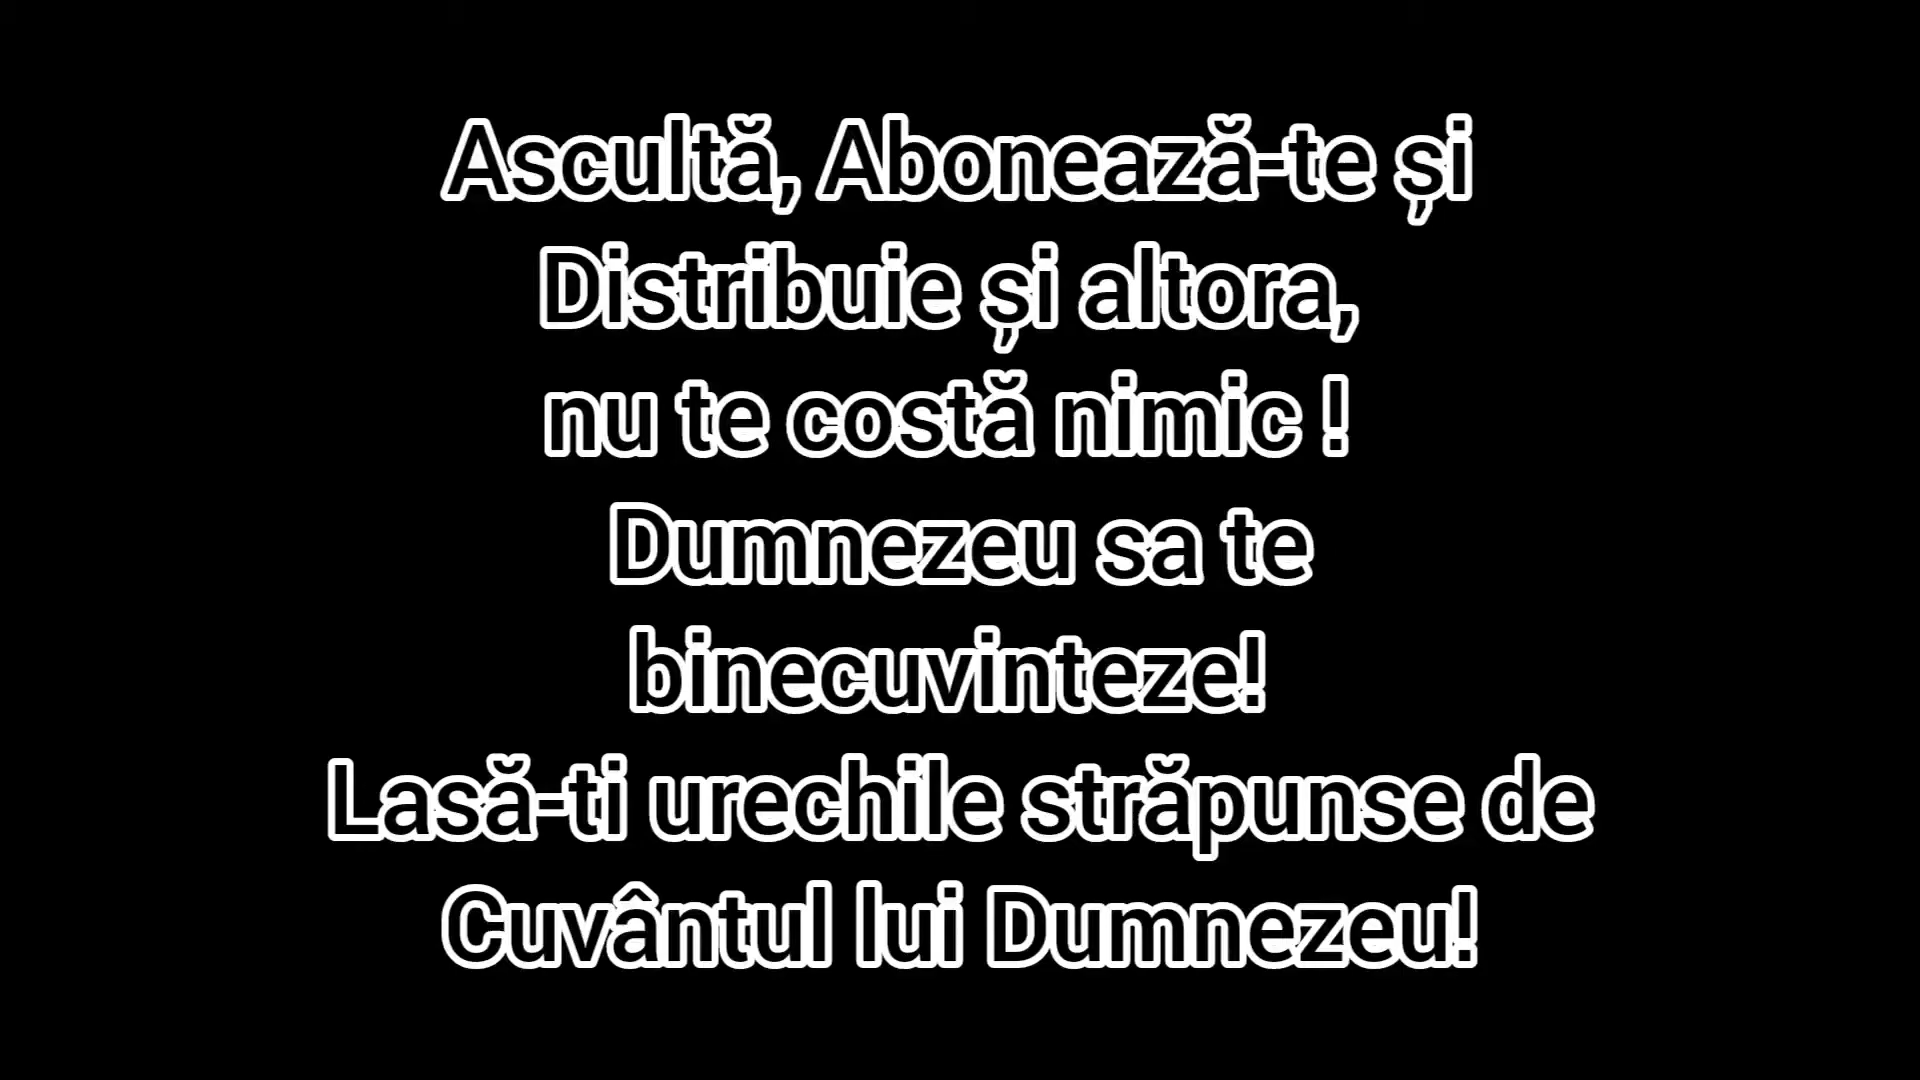 Ascultă, Abonează-te și
Distribuie și altora,
nu te costă nimic !
Dumnezeu sa te
binecuvinteze!
Lasă-ti urechile străpunse de
Cuvântul lui Dumnezeu!